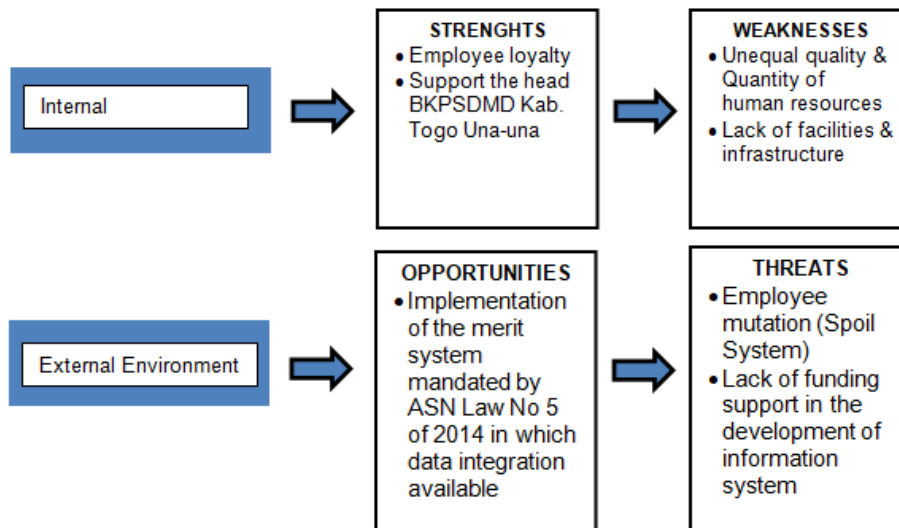 Internal
STRENGHTS
• Employee loyalty
• Support the head
BKPSDMD Kab.
Togo Una-una
WEAKNESSES
• Unequal quality &
Quantity of
human resources
• Lack of facilities &
infrastructure
External Environment
OPPORTUNITIES
• Implementation
of the merit
system
mandated by
ASN Law No 5
of 2014 in which
data integration
available
THREATS
• Employee
mutation (Spoil
System)
• Lack of funding
support in the
development of
information
system